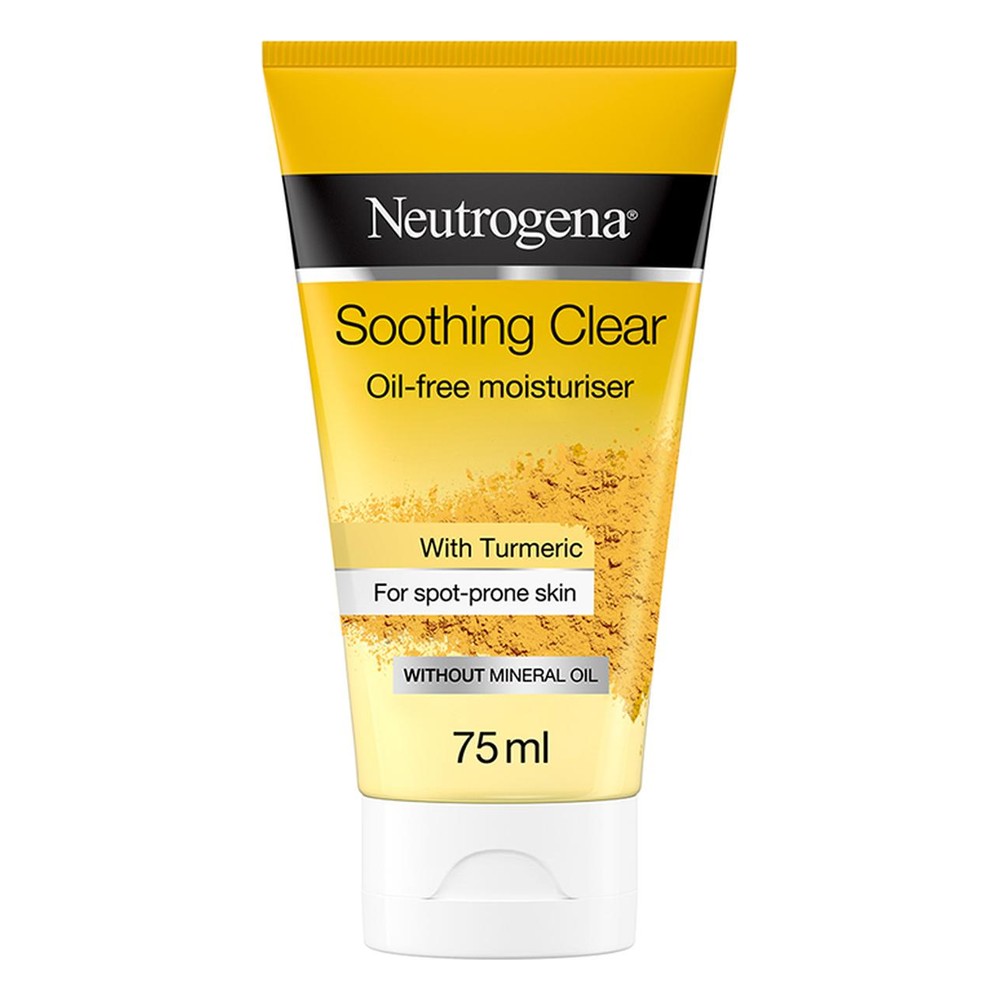 Neutrogena®
Soothing Clear
Oil-free moisturiser
With Turmeric
For spot-prone skin
WITHOUT MINERAL OIL
75 ml